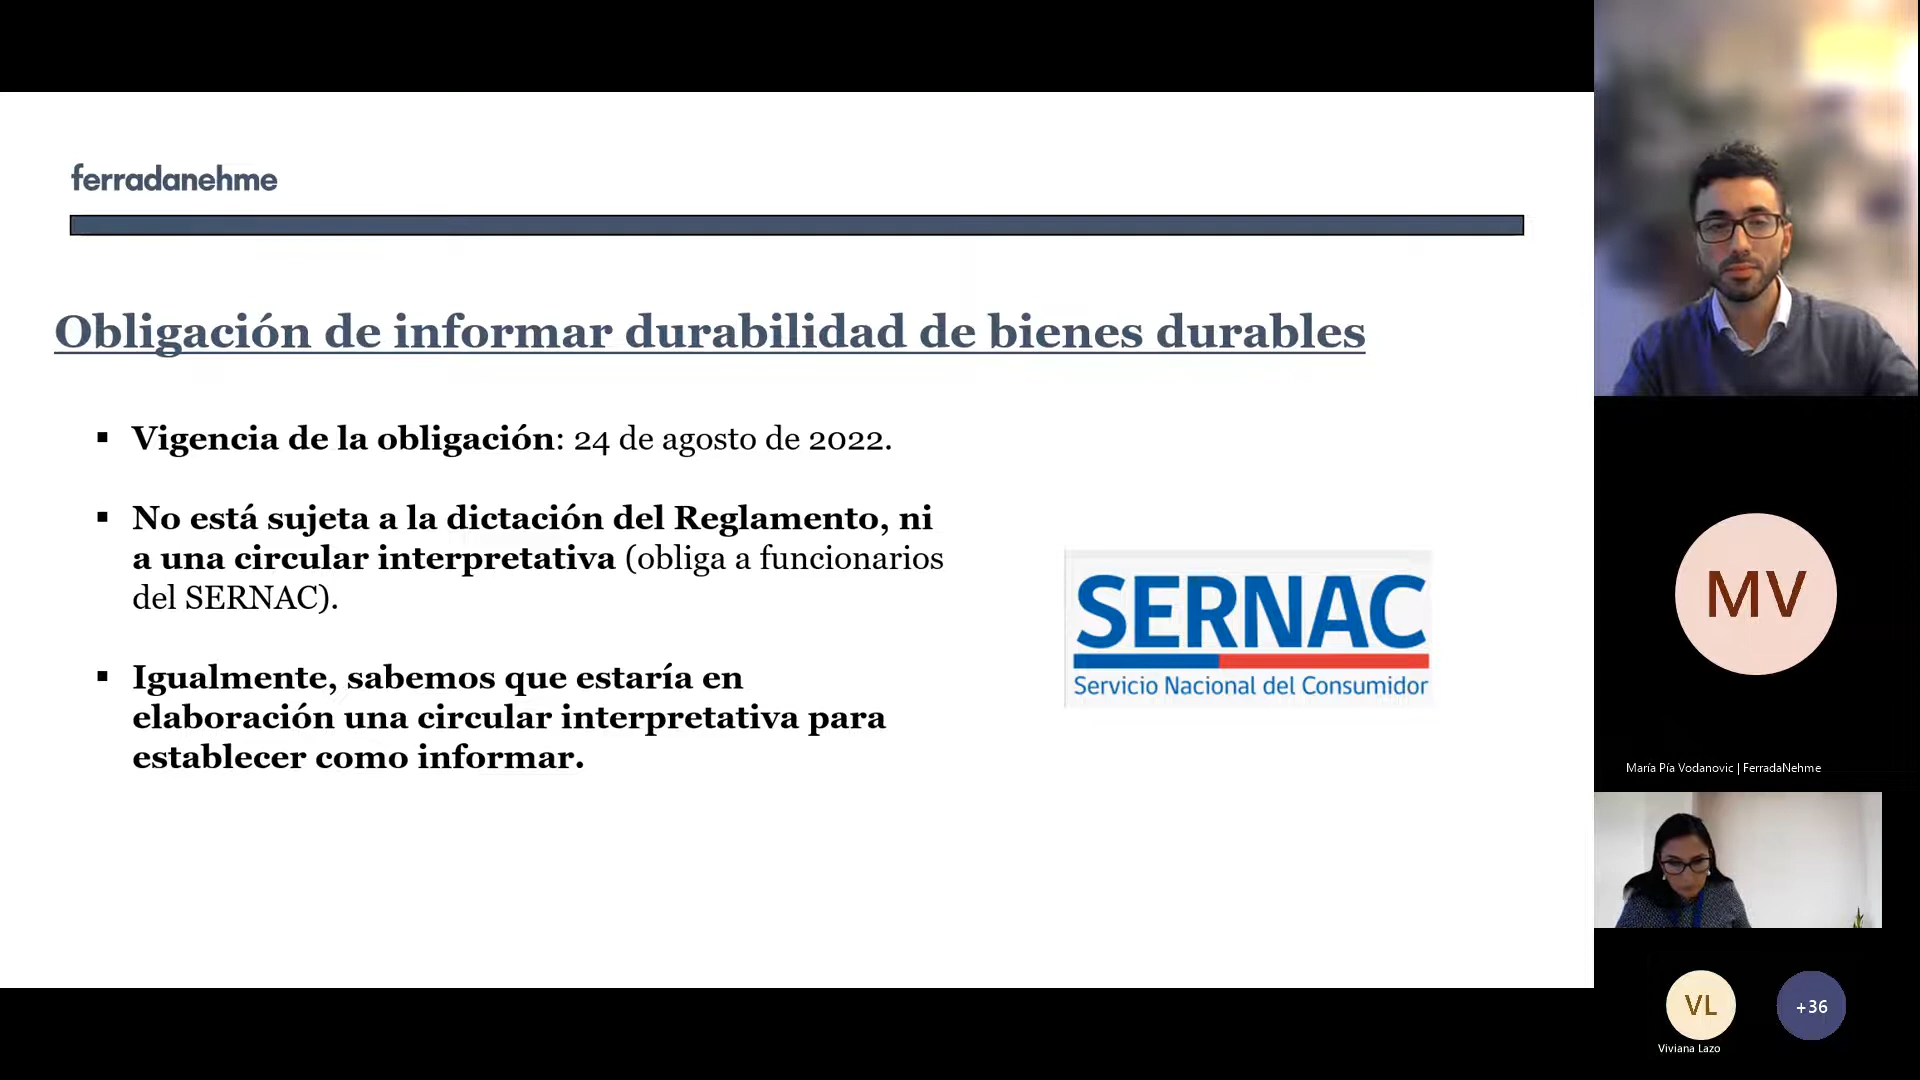 ferradanehme
Obligación de informar durabilidad de bienes durables
▪ Vigencia de la obligación: 24 de agosto de 2022.
▪ No está sujeta a la dictación del Reglamento, ni
a una circular interpretativa (obliga a funcionarios
del SERNAC).
▪ Igualmente, sabemos que estaría en
elaboración una circular interpretativa para
establecer como informar.
SERNAC
Servicio Nacional del Consumidor
MV
María Pía Vodanovic | FerradaNehme
VL
+36
Viviana Lazo